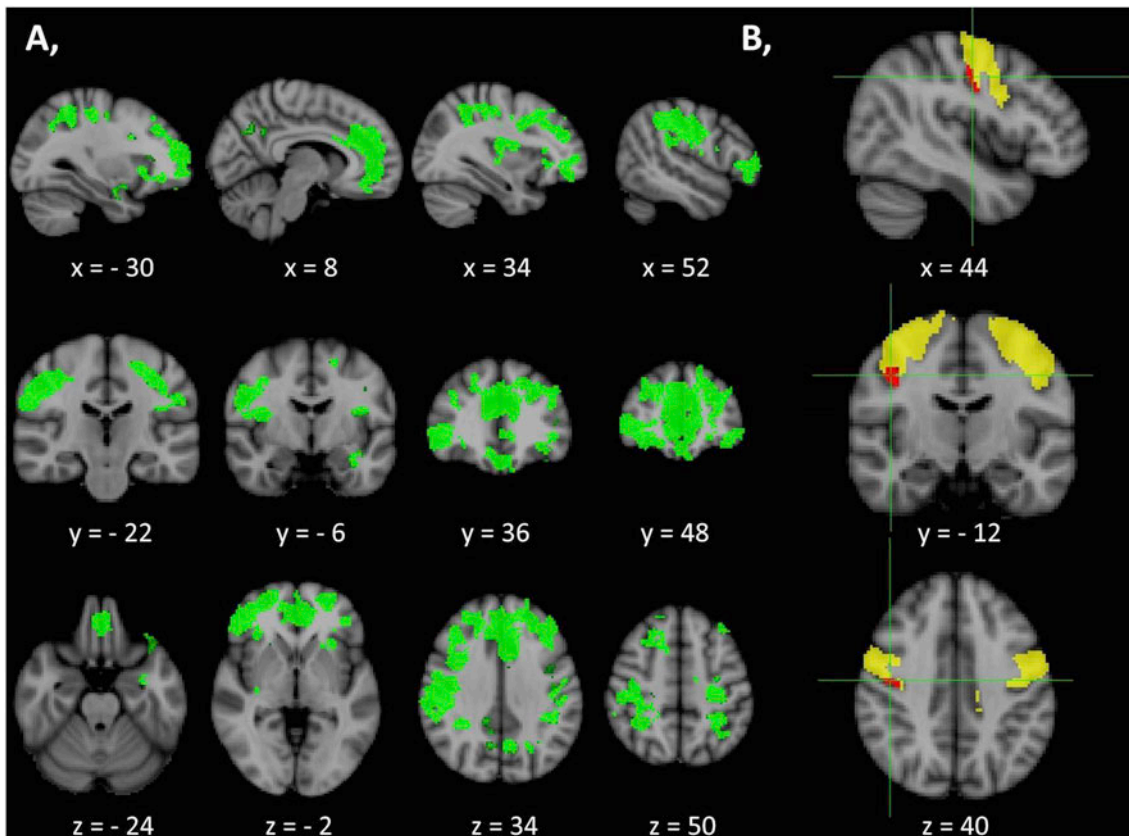 A,
B,
x = - 30
x = 8
x = 34
x = 52
x = 44
y = - 22
y = - 6
y = 36
y = 48
y = - 12
z = - 24
z = - 2
z = 34
z = 50
z = 40